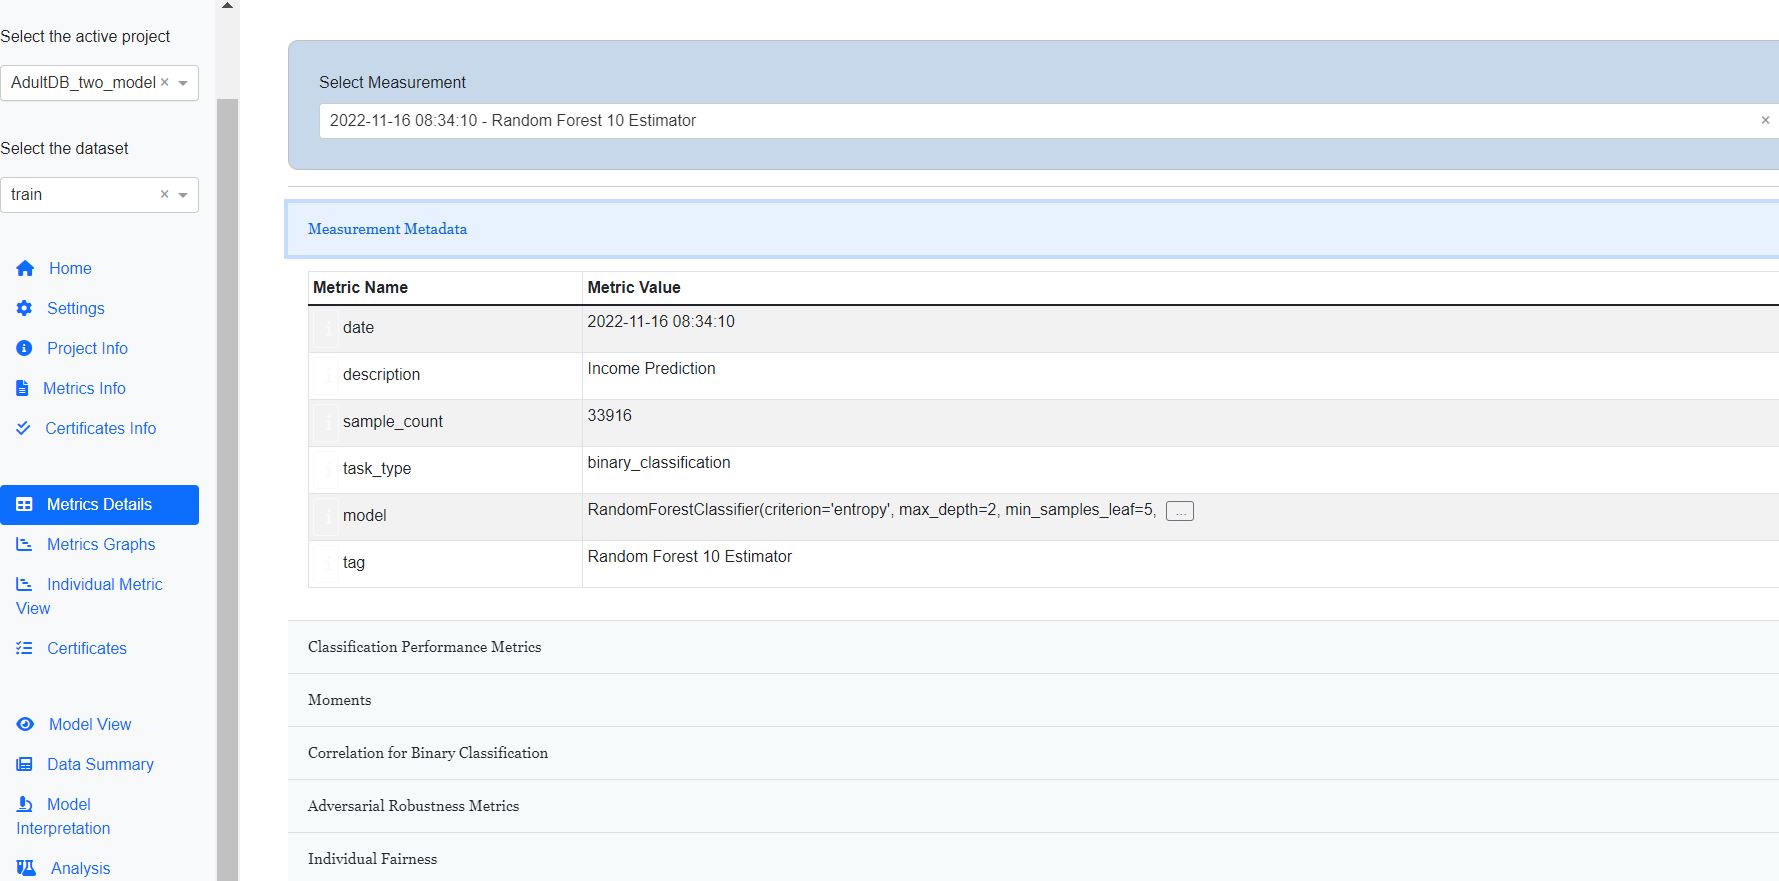 Select the active project
AdultDB_two_model ×
Select the dataset
train ×
Home
Settings
Project Info
Metrics Info
Certificates Info
Metrics Details
Metrics Graphs
Individual Metric
View
Certificates
Model View
Data Summary
Model
Interpretation
Analysis
Select Measurement
2022-11-16 08:34:10 - Random Forest 10 Estimator ×
Measurement Metadata
Metric Name Metric Value
date 2022-11-16 08:34:10
description Income Prediction
sample_count 33916
task_type binary_classification
model RandomForestClassifier(criterion='entropy', max_depth=2, min_samples_leaf=5, ...
tag Random Forest 10 Estimator
Classification Performance Metrics
Moments
Correlation for Binary Classification
Adversarial Robustness Metrics
Individual Fairness